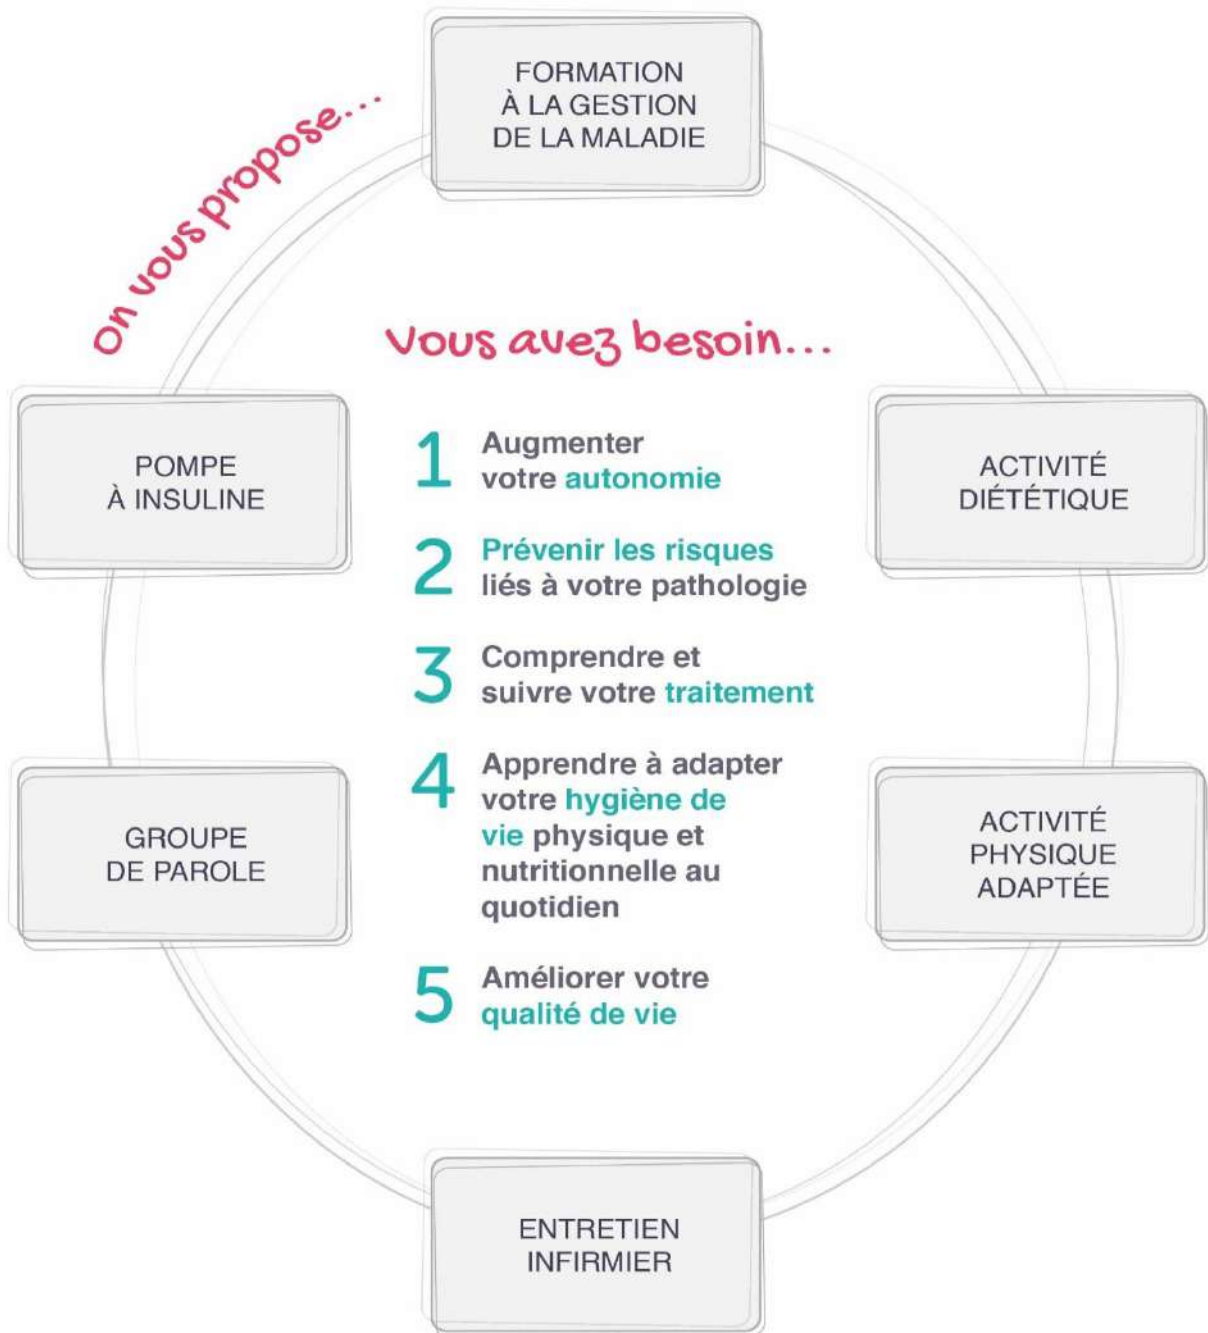 FORMATION
À LA GESTION
DE LA MALADIE
On vous propose...
Vous avez besoin...
POMPE
À INSULINE
1 Augmenter
votre autonomie
2 Prévenir les risques
liés à votre pathologie
3 Comprendre et
suivre votre traitement
4 Apprendre à adapter
votre hygiène de
vie physique et
nutritionnelle au
quotidien
5 Améliorer votre
qualité de vie
ACTIVITÉ
DIÉTÉTIQUE
GROUPE
DE PAROLE
ACTIVITÉ
PHYSIQUE
ADAPTÉE
ENTRETIEN
INFIRMIER